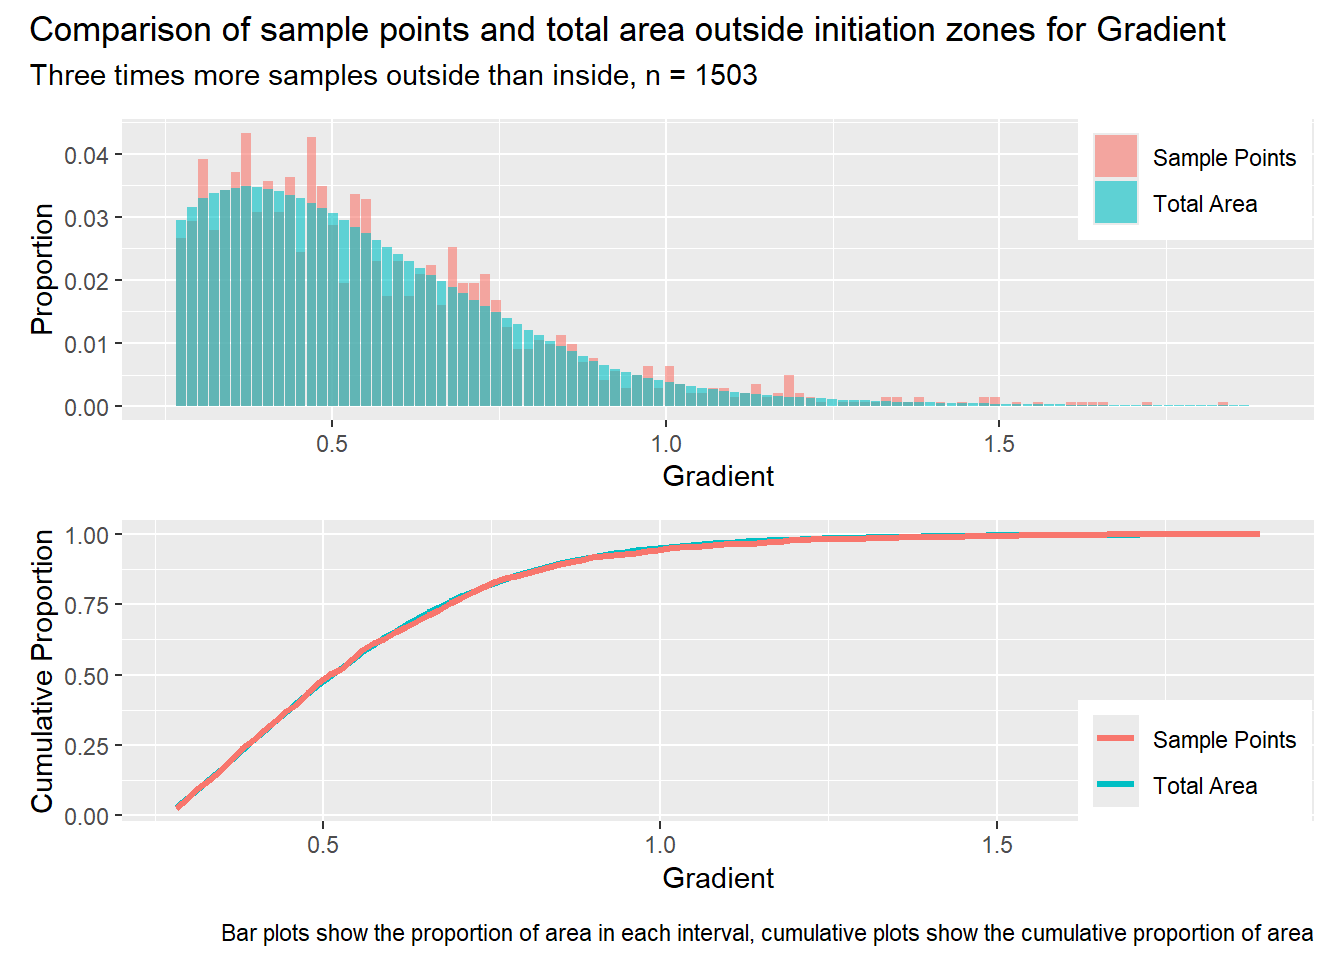 Comparison of sample points and total area outside initiation zones for Gradient
Three times more samples outside than inside, n = 1503
Proportion
0.04
0.03
0.02
0.01
0.00
0.5
1.0
1.5
Gradient
Sample Points
Total Area
Cumulative Proportion
1.00
0.75
0.50
0.25
0.00
0.5
1.0
1.5
Gradient
Sample Points
Total Area
Bar plots show the proportion of area in each interval, cumulative plots show the cumulative proportion of area